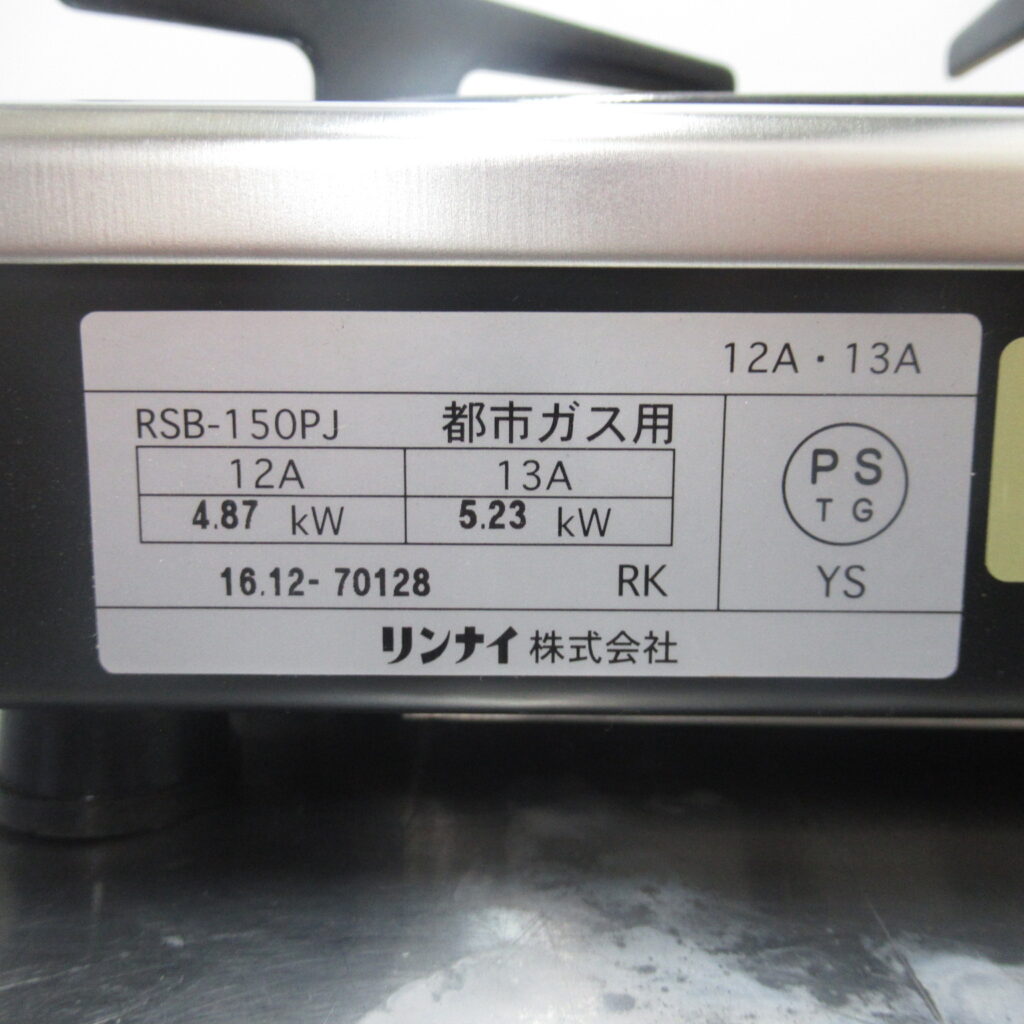 12A・13A
RSB-150PJ 都市ガス用
12A 13A
4.87 kW 5.23 kW
16.12- 70128 RK
PS
TG
YS
リンナイ 株式会社